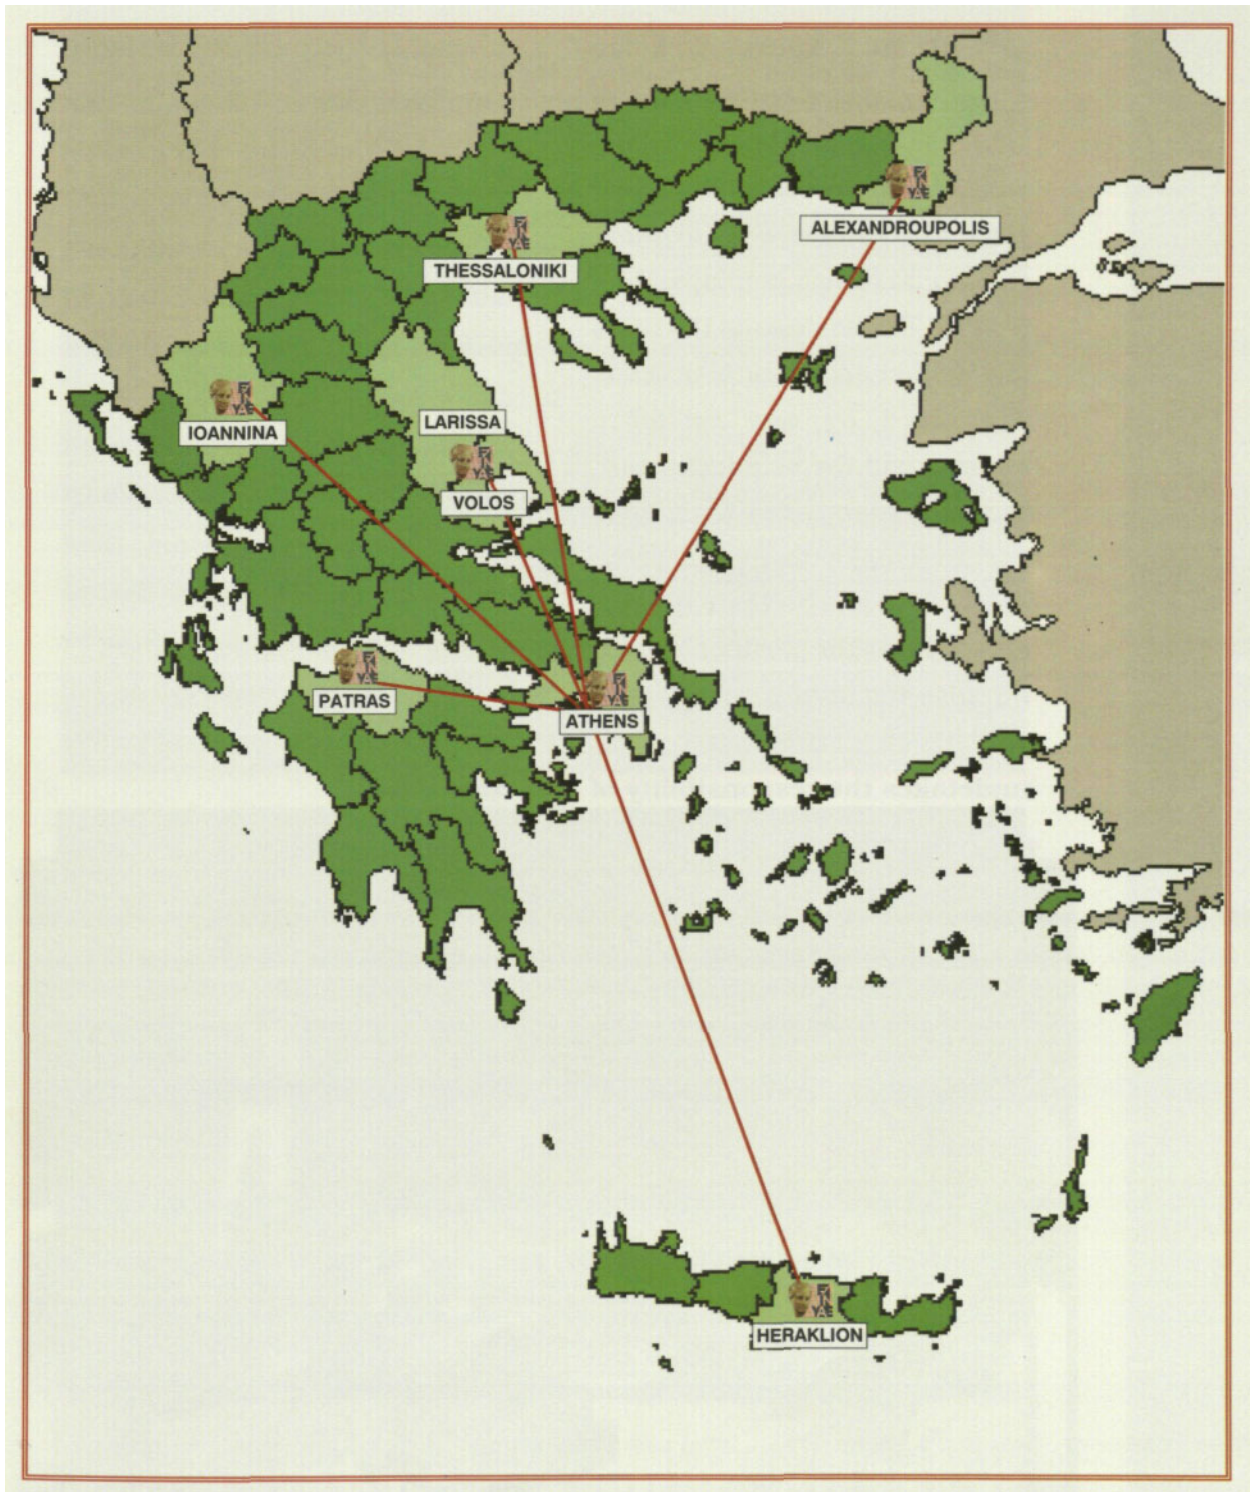 ALEXANDROUPOLIS
THESSALONIKI
IOANNINA
LARISSA
VOLOS
PATRAS
ATHENS
HERAKLION